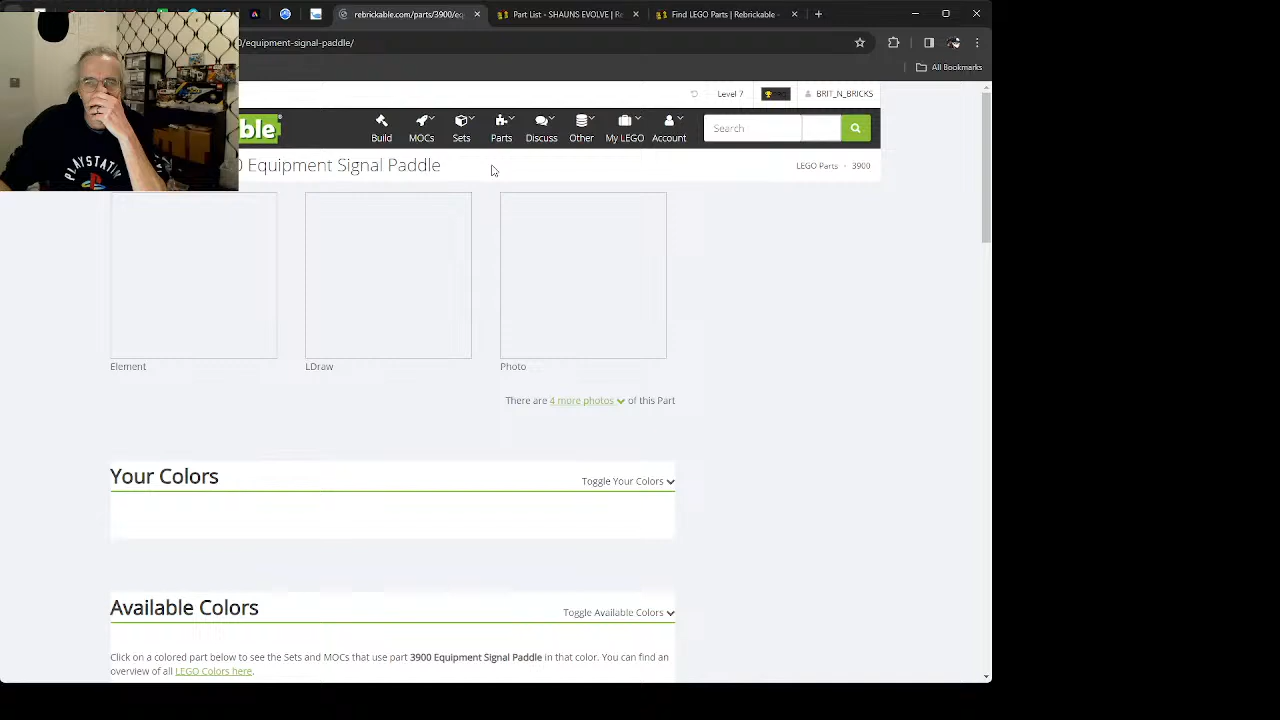 rebrickable.com/parts/3900/eq
Part List - SHAUNS EVOLVE | Re
Find LEGO Parts | Rebrickable -
0/equipment-signal-paddle/
All Bookmarks
Level 7
BRIT_N_BRICKS
ble
Build
MOCs
Sets
Parts
Discuss
Other
My LEGO
Account
Search
0 Equipment Signal Paddle
LEGO Parts
3900
PLAYSTATI
Element
LDraw
Photo
There are 4 more photos of this Part
Your Colors
Toggle Your Colors
Available Colors
Toggle Available Colors
Click on a colored part below to see the Sets and MOCs that use part 3900 Equipment Signal Paddle in that color. You can find an
overview of all LEGO Colors here.